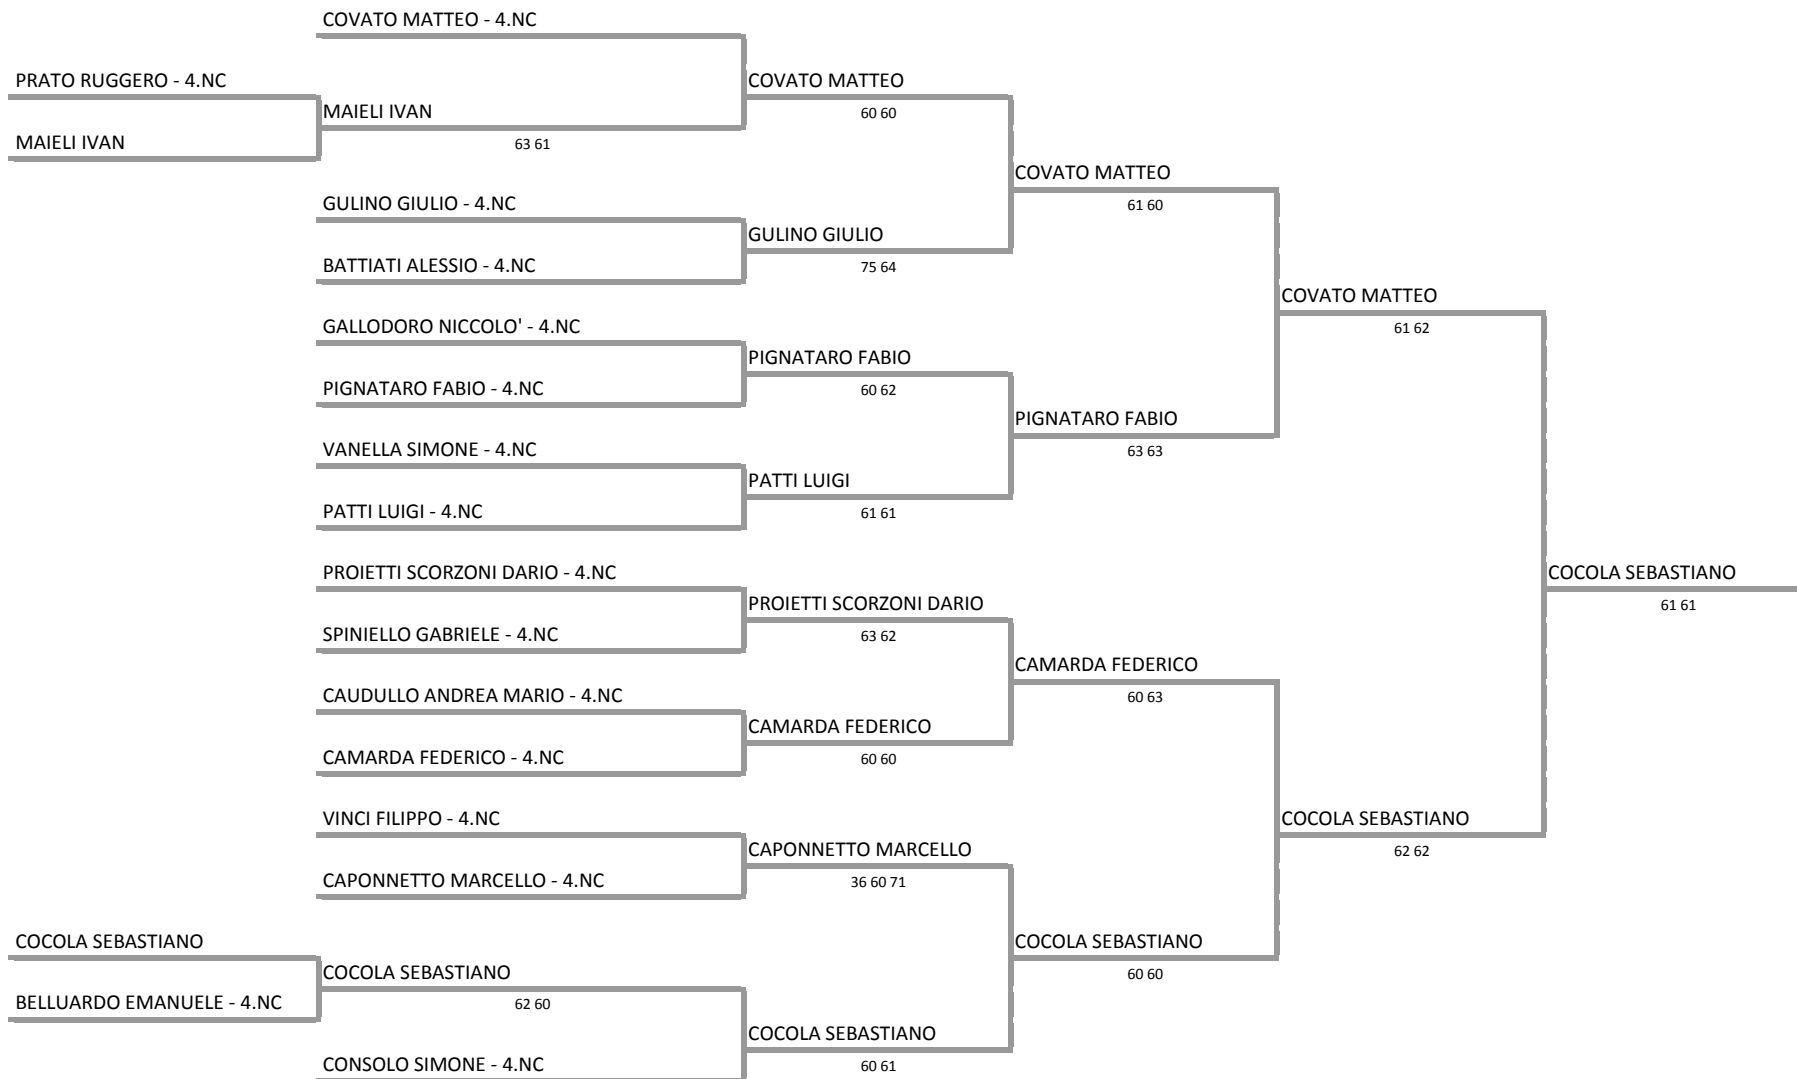 COVATO MATTEO - 4.NC
PRATO RUGGERO - 4.NC
COVATO MATTEO
MAIELI IVAN
60 60
MAIELI IVAN
63 61
COVATO MATTEO
GULINO GIULIO - 4.NC
61 60
GULINO GIULIO
BATTIATI ALESSIO - 4.NC
75 64
COVATO MATTEO
GALLODORO NICCOLO' - 4.NC
61 62
PIGNATARO FABIO
PIGNATARO FABIO - 4.NC
60 62
PIGNATARO FABIO
VANELLA SIMONE - 4.NC
63 63
PATTI LUIGI
PATTI LUIGI - 4.NC
61 61
PROIETTI SCORZONI DARIO - 4.NC
COCOLA SEBASTIANO
PROIETTI SCORZONI DARIO
61 61
SPINIELLO GABRIELE - 4.NC
63 62
CAMARDA FEDERICO
CAUDULLO ANDREA MARIO - 4.NC
60 63
CAMARDA FEDERICO
CAMARDA FEDERICO - 4.NC
60 60
VINCI FILIPPO - 4.NC
COCOLA SEBASTIANO
CAPONNETTO MARCELLO
62 62
CAPONNETTO MARCELLO - 4.NC
36 60 71
COCOLA SEBASTIANO
COCOLA SEBASTIANO
COCOLA SEBASTIANO
60 60
BELLUARDO EMANUELE - 4.NC
62 60
COCOLA SEBASTIANO
CONSOLO SIMONE - 4.NC
60 61